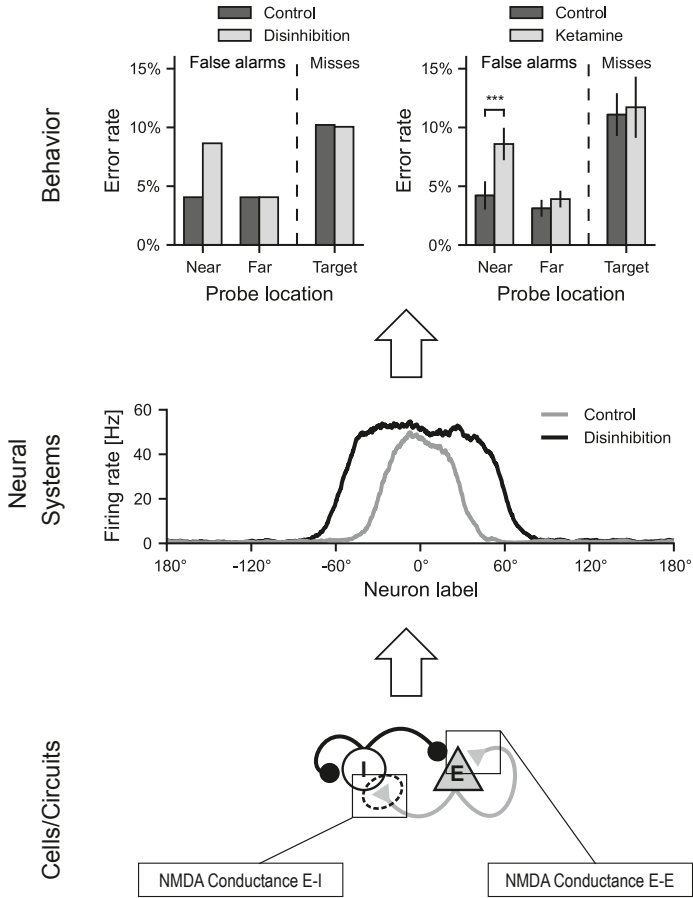 Behavior
Control
Disinhibition
False alarms
Misses
15%
10%
5%
0%
Error rate
Near
Far
Target
Probe location
Control
Ketamine
False alarms
Misses
15%
10%
5%
0%
Error rate
***
Near
Far
Target
Probe location
Neural
Systems
Firing rate [Hz]
60
40
20
0
Control
Disinhibition
180°
-120°
-60°
0°
60°
120°
180°
Neuron label
Cells/Circuits
I
E
NMDA Conductance E-I
NMDA Conductance E-E